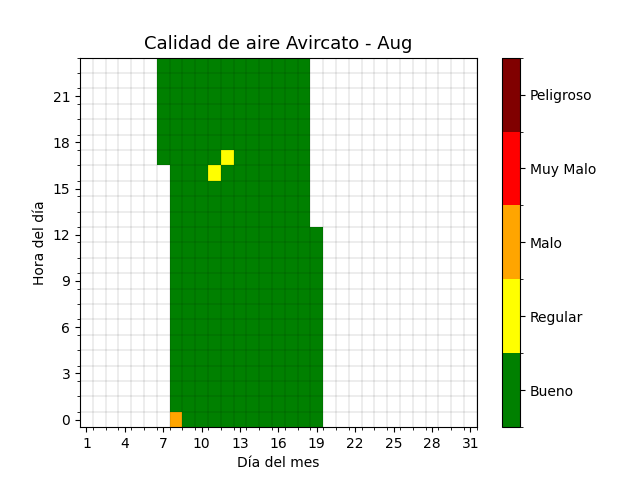 Calidad de aire Avircato - Aug
Hora del día
21
18
15
12
9
6
3
0
1 4 7 10 13 16 19 22 25 28 31
Día del mes
Peligroso
Muy Malo
Malo
Regular
Bueno